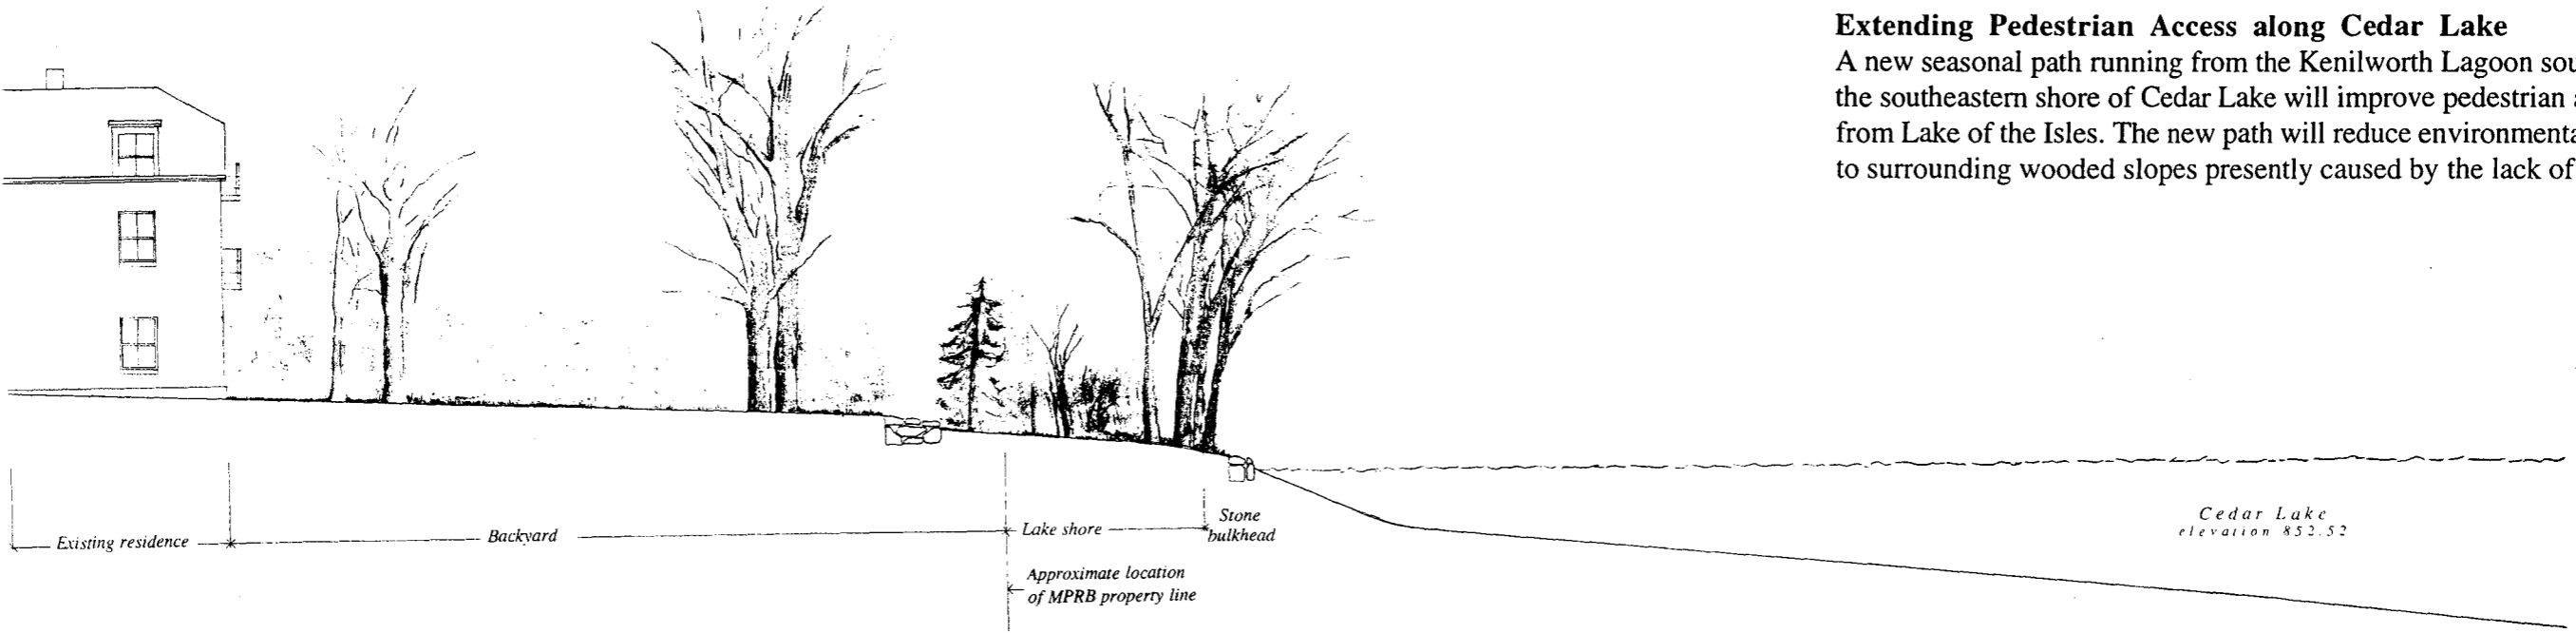 Extending Pedestrian Access along Cedar Lake
A new seasonal path running from the Kenilworth Lagoon
the southeastern shore of Cedar Lake will improve pedestrian
from Lake of the Isles. The new path will reduce
to surrounding wooded slopes presently caused by the lack of
Existing residence
Backyard
Lake shore
Stone
bulkhead
Approximate location
of MPRB property line
Cedar Lake
elevation 852.52